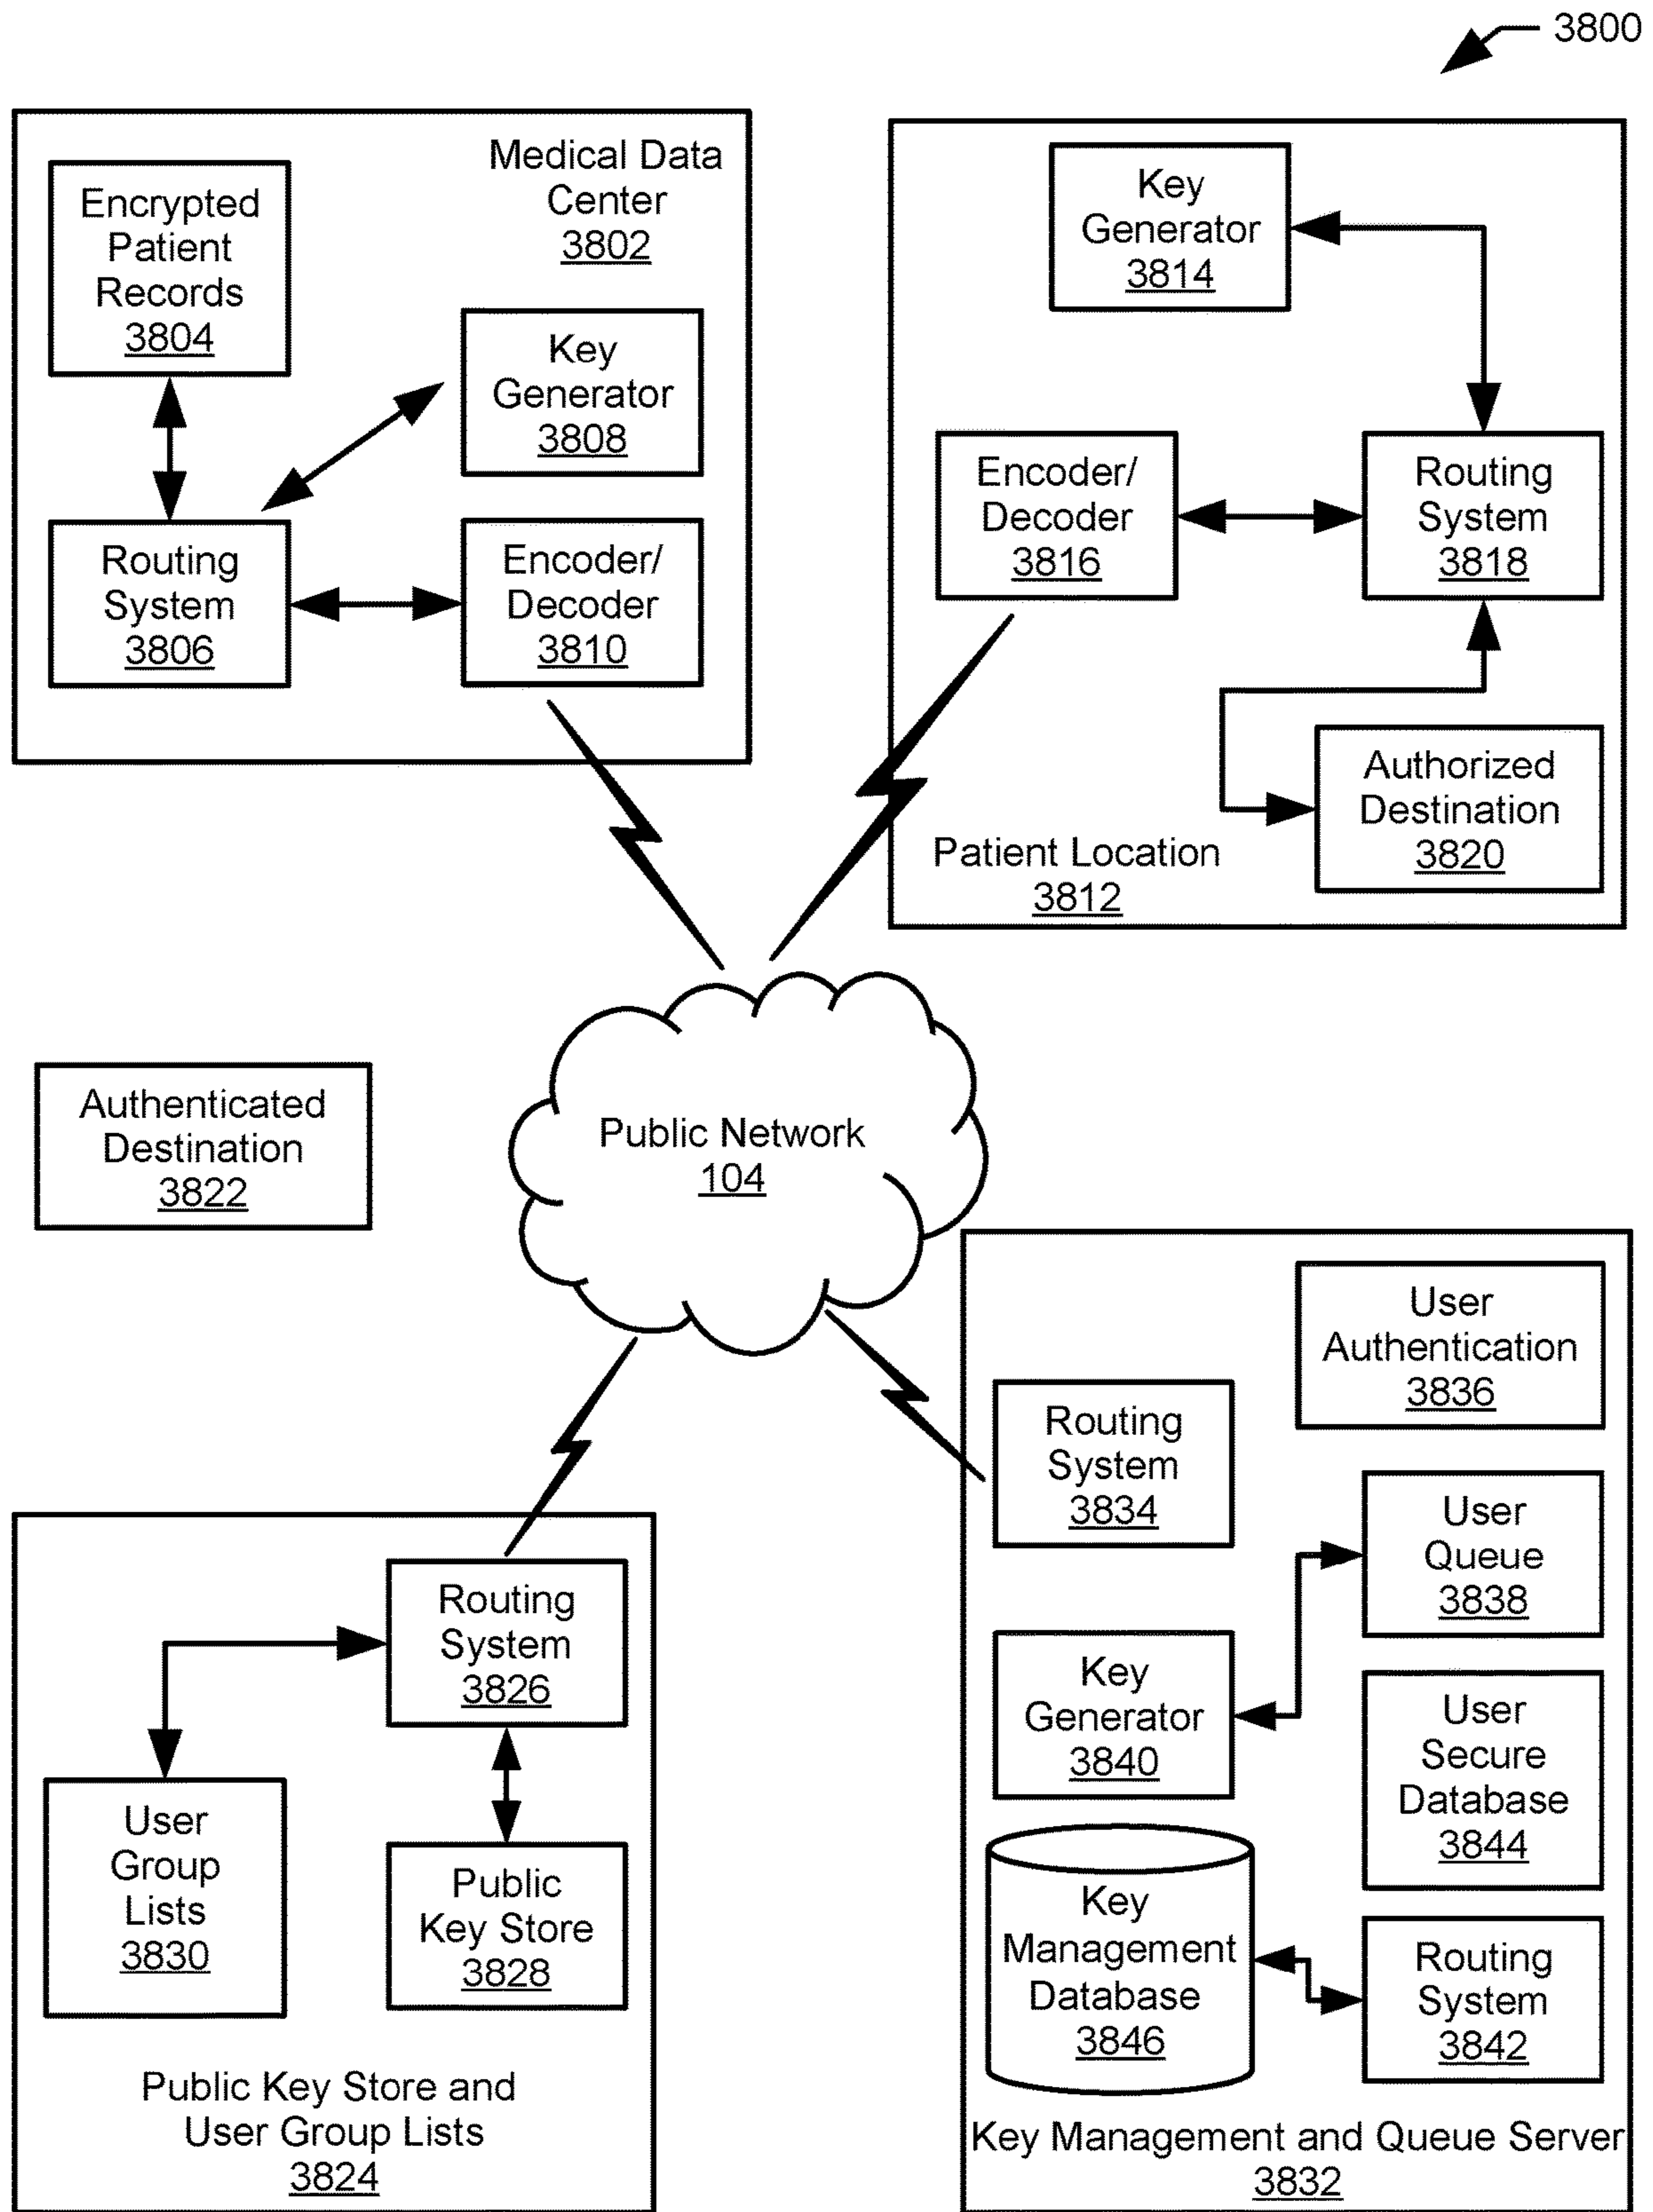 3800
Medical Data
Center
3802
Encrypted
Patient
Records
3804
Key
Generator
3808
Routing
System
3806
Encoder/
Decoder
3810
Key
Generator
3814
Encoder/
Decoder
3816
Routing
System
3818
Authorized
Destination
3820
Patient Location
3812
Authenticated
Destination
3822
Public Network
104
Routing
System
3826
User
Group
Lists
3830
Public
Key Store
3828
Public Key Store and
User Group Lists
3824
User
Authentication
3836
Routing
System
3834
User
Queue
3838
Key
Generator
3840
User
Secure
Database
3844
Key
Management
Database
3846
Routing
System
3842
Key Management and Queue Server
3832